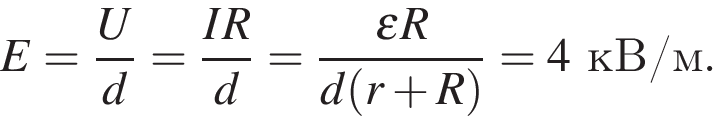 E = U/d = IR/d = εR/d(r+R) = 4 кВ/м.